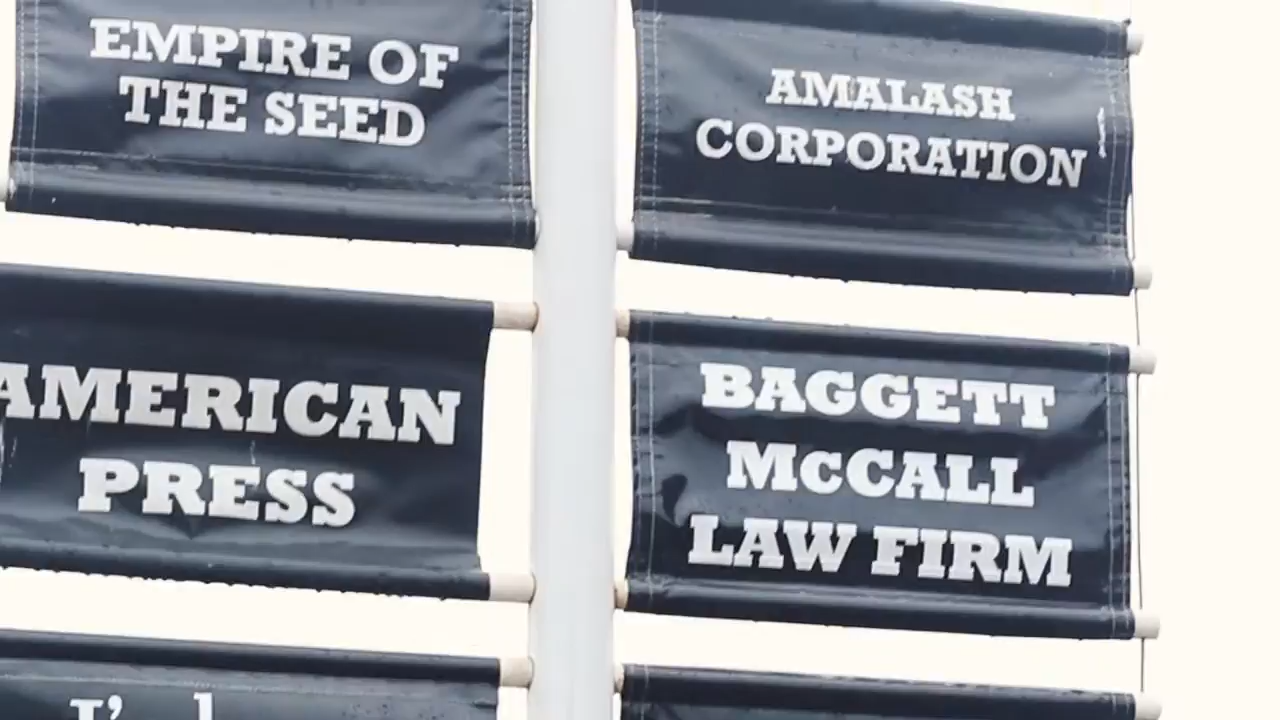 EMPIRE OF
THE SEED
AMALASH
CORPORATION
AMERICAN
PRESS
BAGGETT
McCALL
LAW FIRM